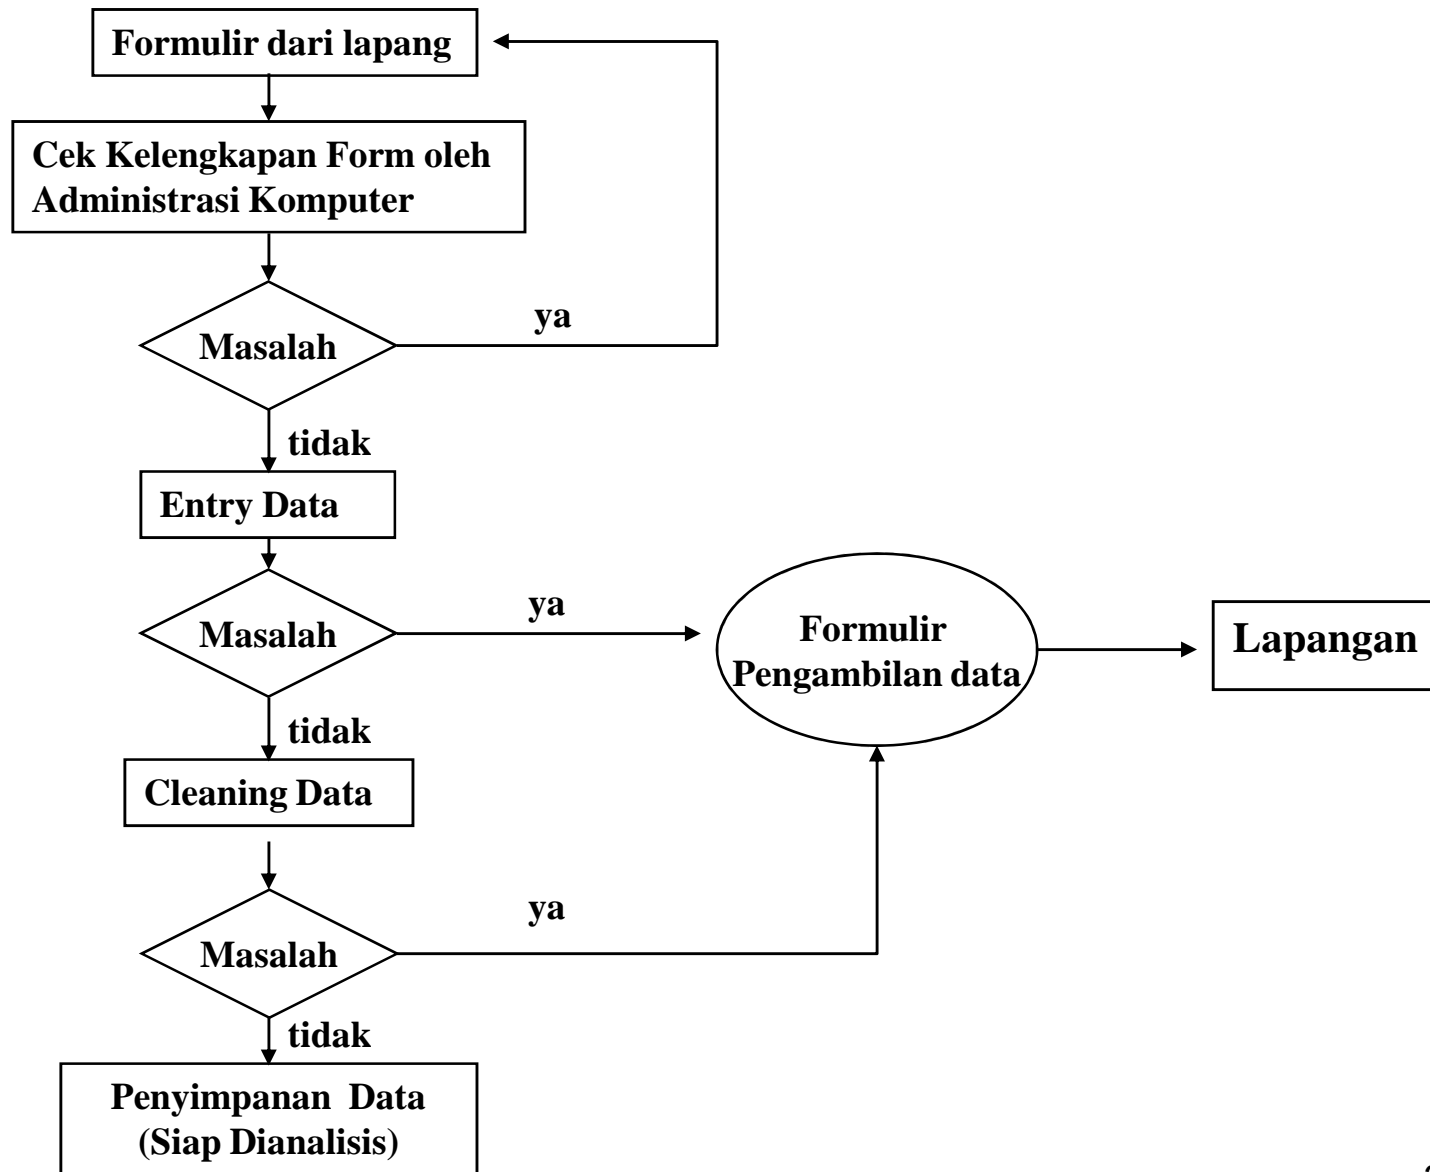 Formulir dari lapang
Cek Kelengkapan Form oleh
Administrasi Komputer
Masalah
ya
tidak
Entry Data
Masalah
ya
Formulir
Pengambilan data
Lapangan
tidak
Cleaning Data
Masalah
ya
tidak
Penyimpanan Data
(Siap Dianalisis)